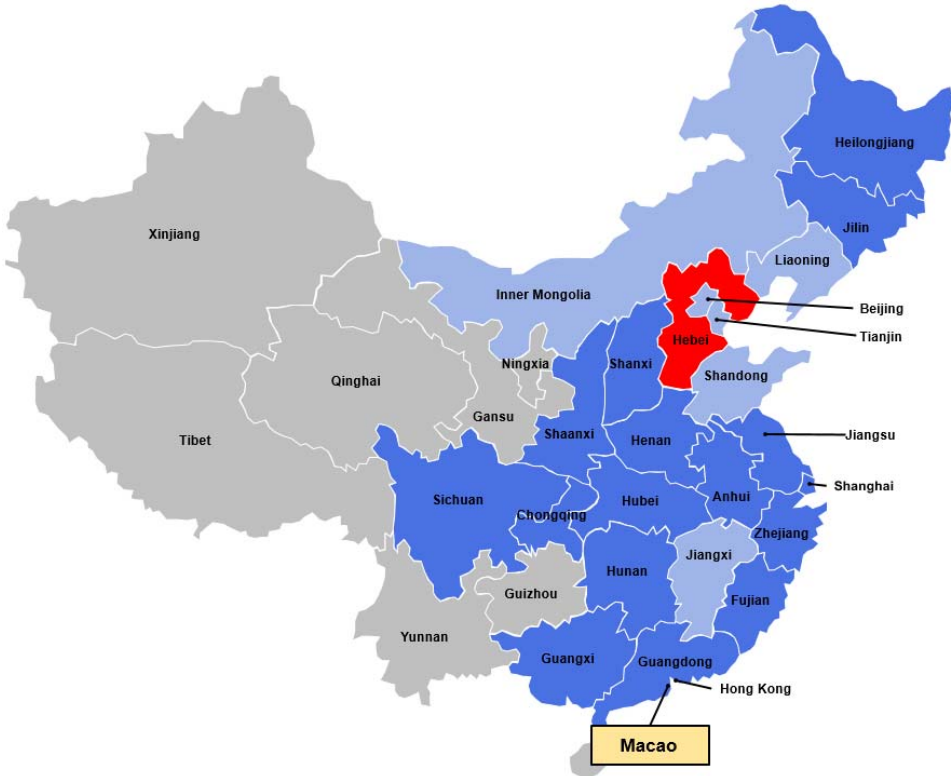 Heilongjiang
Jilin
Xinjiang
Liaoning
Inner Mongolia
Beijing
Tianjin
Hebei
Ningxia
Shanxi
Shandong
Qinghai
Gansu
Tibet
Shaanxi
Henan
Jiangsu
Sichuan
Chongqing
Hubei
Anhui
Shanghai
Zhejiang
Jiangxi
Hunan
Guizhou
Fujian
Yunnan
Guangxi
Guangdong
Hong Kong
Macao